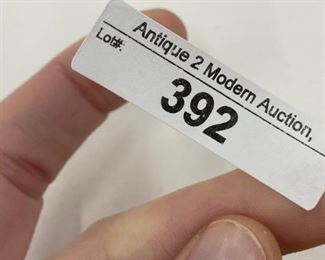 Antique 2 Modern Auction,
Lot#:
392